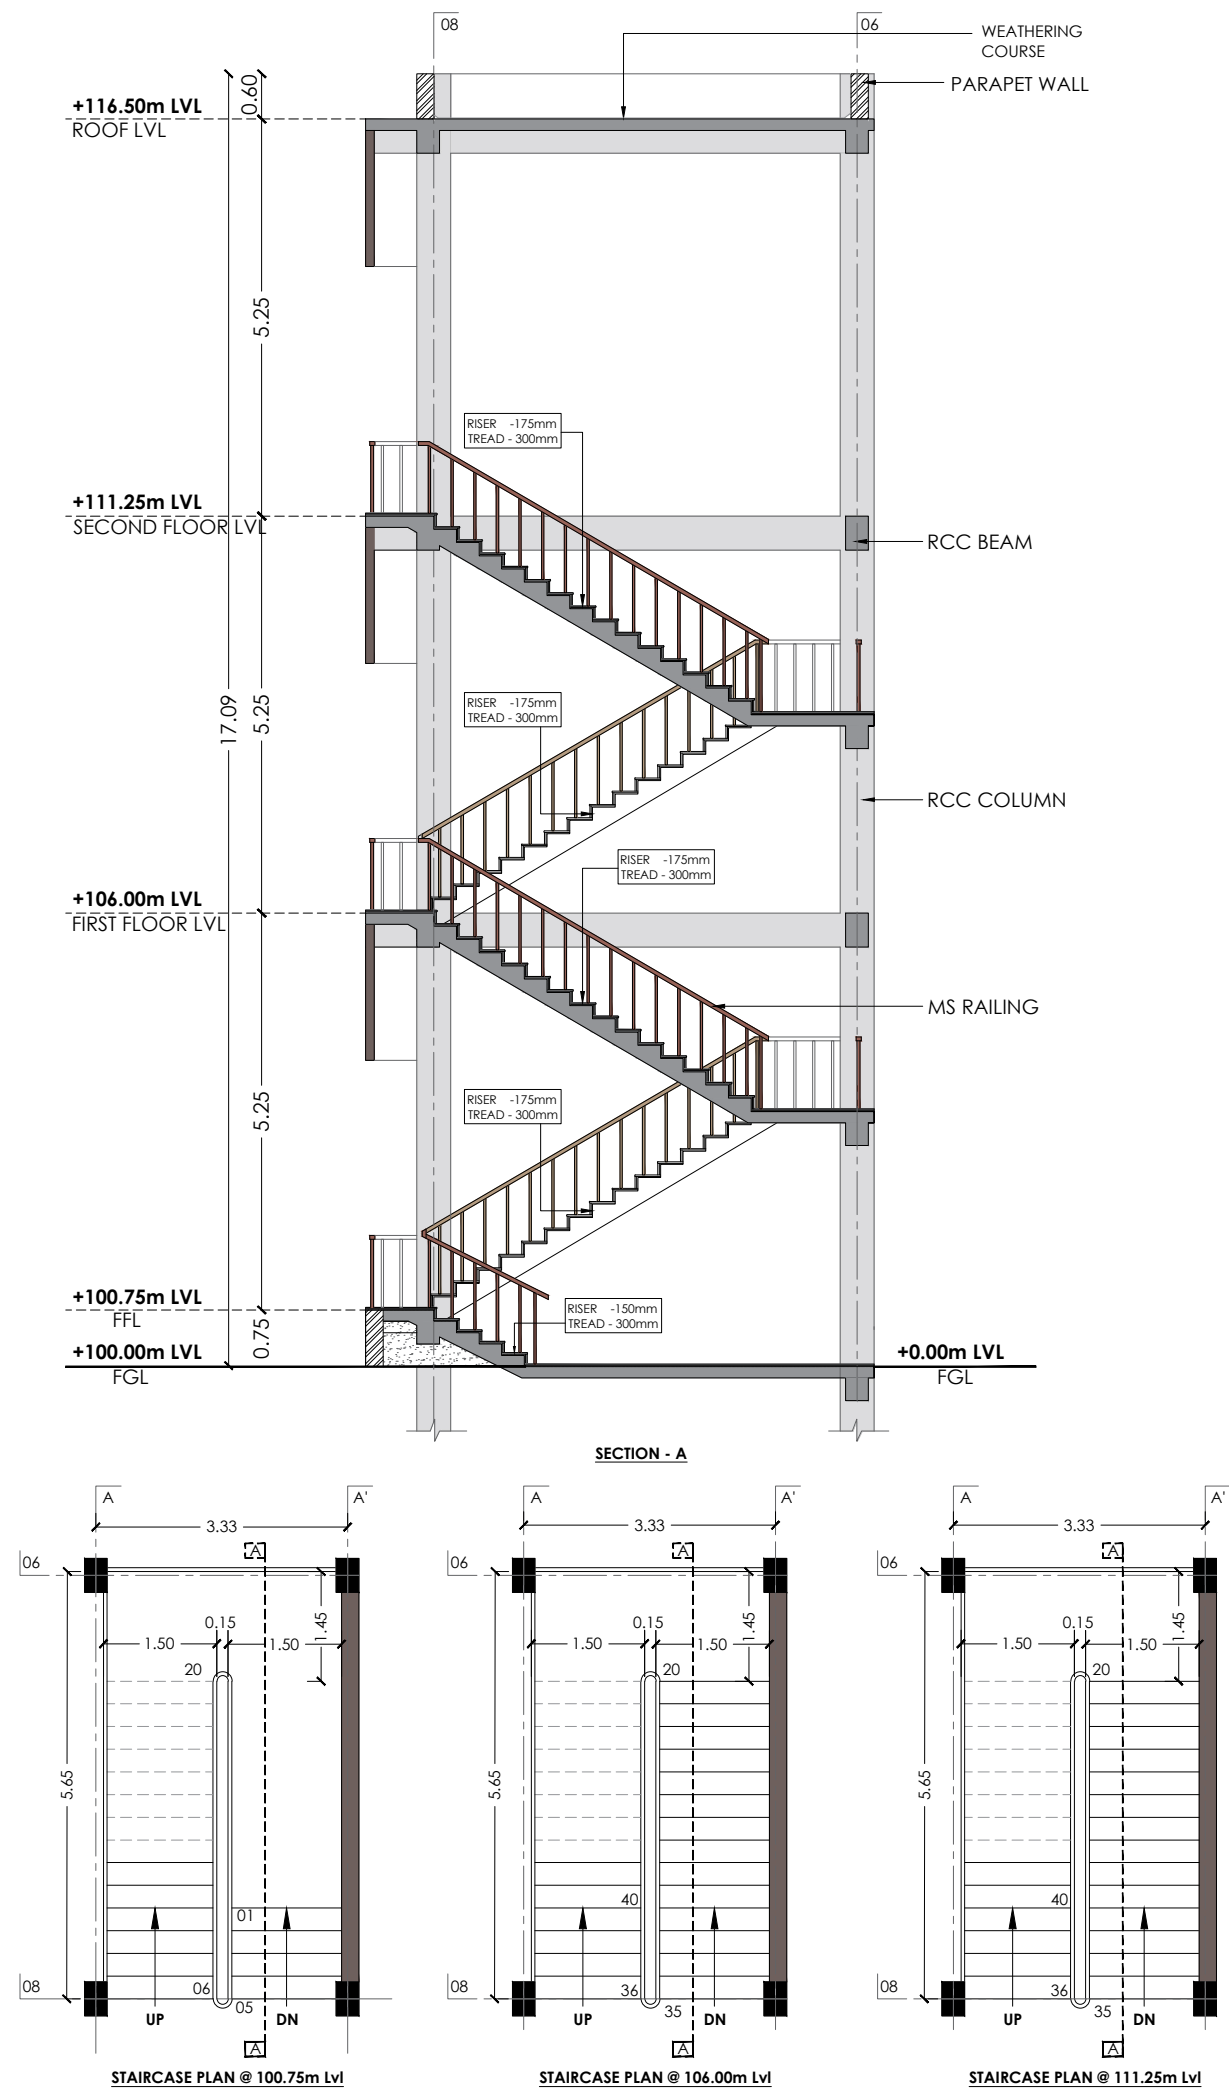 08
06
WEATHERING
COURSE
PARAPET WALL
0.60
+116.50m LVL
ROOF LVL
5.25
RISER -175mm
TREAD - 300mm
+111.25m LVL
SECOND FLOOR LVL
RCC BEAM
17.09
5.25
RISER -175mm
TREAD - 300mm
RCC COLUMN
RISER -175mm
TREAD - 300mm
+106.00m LVL
FIRST FLOOR LVL
MS RAILING
5.25
RISER -175mm
TREAD - 300mm
+100.75m LVL
FFL
RISER -150mm
TREAD - 300mm
0.75
+100.00m LVL
FGL
+0.00m LVL
FGL
SECTION - A
A
A'
3.33
06
A
0.15
1.50
1.50
1.45
20
5.65
01
06
05
08
UP
DN
A
STAIRCASE PLAN @ 100.75m Lvl
A
A'
3.33
06
A
0.15
1.50
1.50
1.45
20
5.65
40
36
35
08
UP
DN
A
STAIRCASE PLAN @ 106.00m Lvl
A
A'
3.33
06
A
0.15
1.50
1.50
1.45
20
5.65
40
36
35
08
UP
DN
A
STAIRCASE PLAN @ 111.25m Lvl